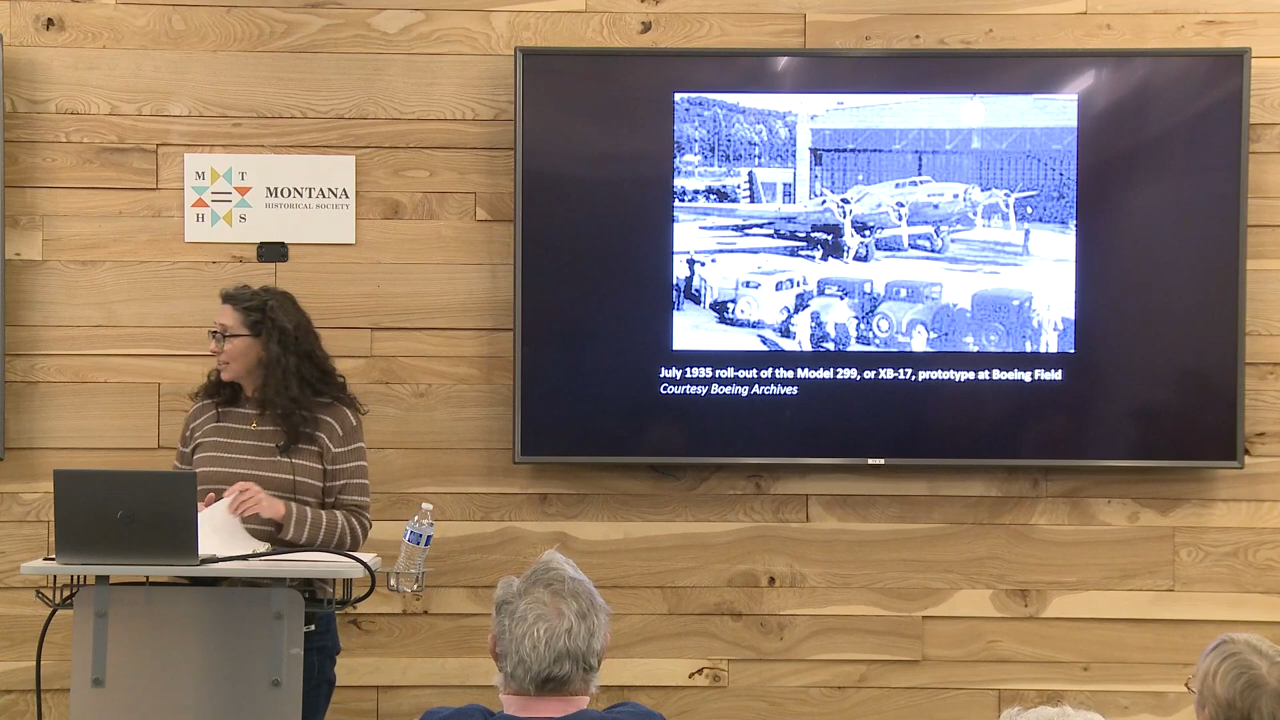 M T
H S
MONTANA
HISTORICAL SOCIETY
July 1935 roll-out of the Model 299, or XB-17, prototype at Boeing Field
Courtesy Boeing Archives